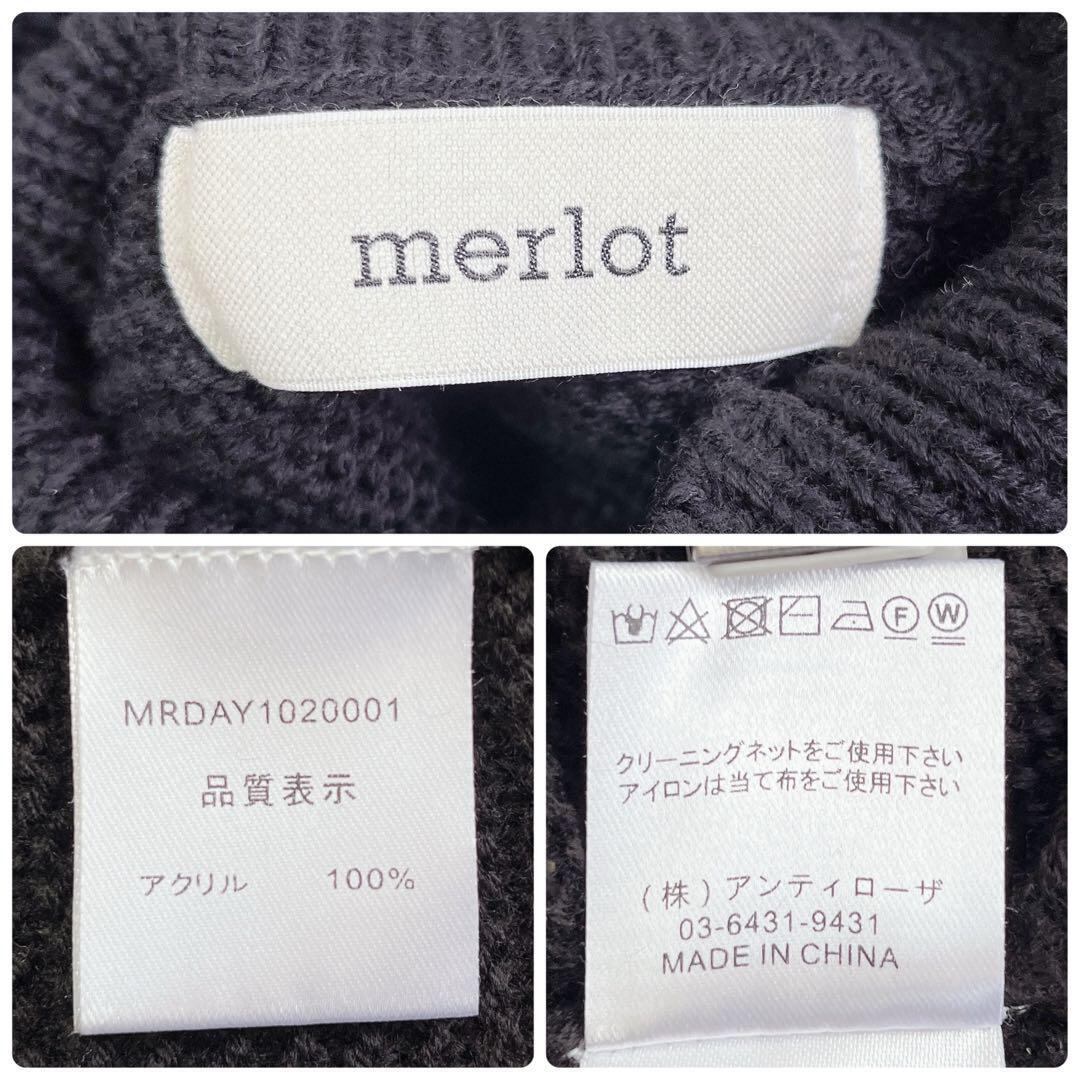 merlot
MRDAY1020001
品質表示
アクリル 100%
F W
クリーニングネットをご使用下さい
アイロンは当て布をご使用下さい
(株)アンティローザ
03-6431-9431
MADE IN CHINA